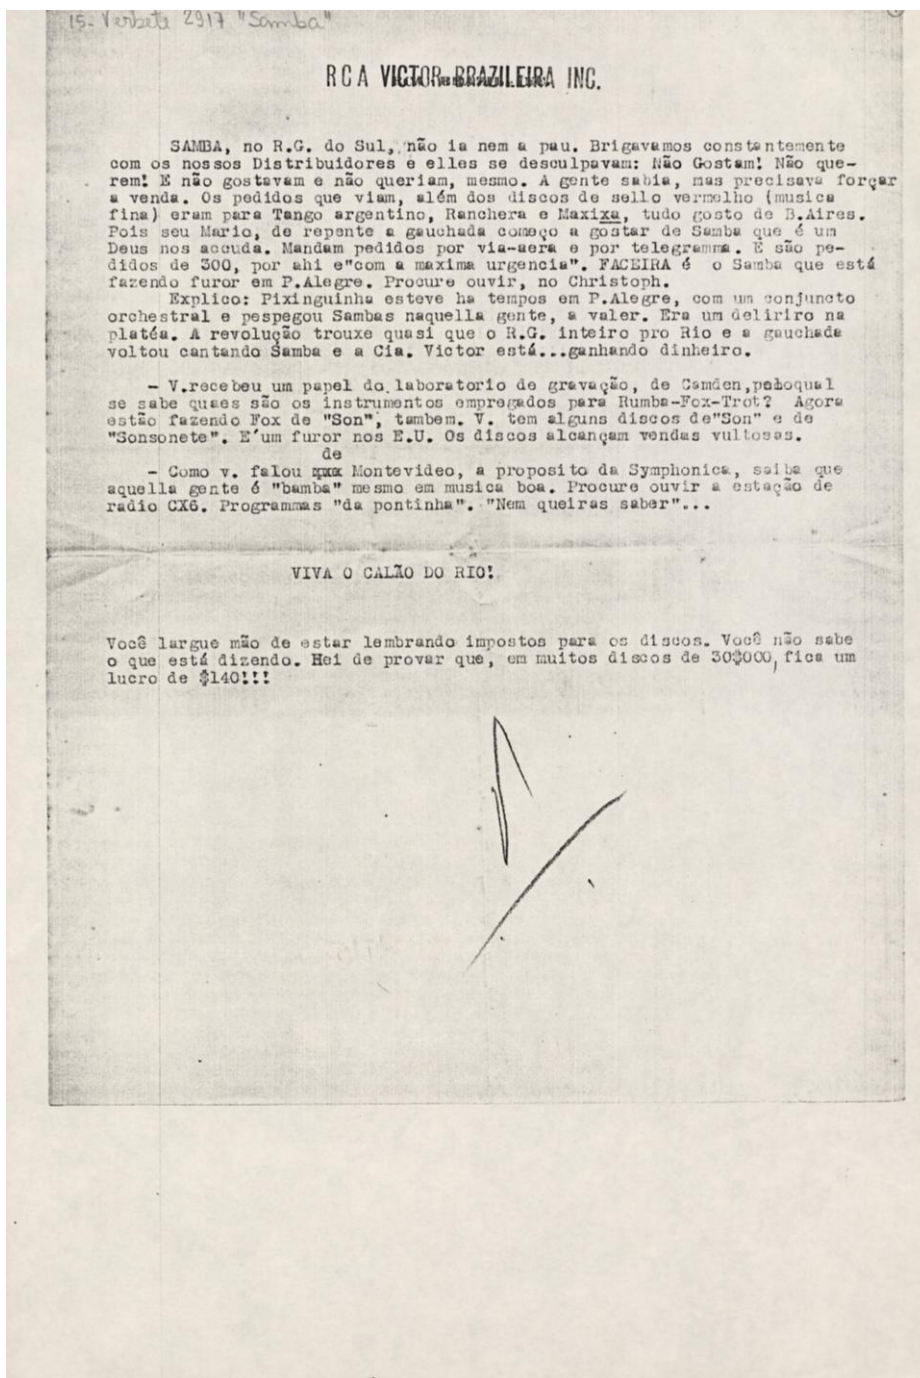 15- Verbete 2917 "Samba"
RCA VICTOR BRAZILEIRA INC.
SAMBA, no R.G. do Sul, não ia nem a pau. Brigavamos constantemente
com os nossos Distribuidores e elles se desculpavam: Não Gostam! Não que-
rem! E não gostavam e não queriam, mesmo. A gente sabia, mas precisava forçar
a venda. Os pedidos que viam, além dos discos de sello vermelho (musica
fina) eram para Tango argentino, Ranchera e Maxixa, tudo gosto de B.Aires.
Pois seu Mario, de repente a gauchada começo a gostar de Samba que é um
Deus nos accuda. Mandam pedidos por via-aera e por telegramma. E são pe-
didos de 300, por ahi e"com a maxima urgencia". FACEIRA é o Samba que está
fazendo furor em P.Alegre. Procure ouvir, no Christoph.
Explico: Pixinguinha esteve ha tempos em P.Alegre, com um conjuncto
orchestral e pespegou Sambas naquella gente, a valer. Era um deliriro na
platéa. A revolução trouxe quasi que o R.G. inteiro pro Rio e a gauchada
voltou cantando Samba e a Cia. Victor está...ganhando dinheiro.
- V.recebeu um papel do laboratorio de gravação, de Camden, peloqual
se sabe quaes são os instrumentos empregados para Rumba-Fox-Trot? Agora
estão fazendo Fox de "Son", tambem. V. tem alguns discos de"Son" e de
"Sonsonete". E'um furor nos E.U. Os discos alcançam vendas vultosas.
de
- Como v. falou Montevideo, a proposito da Symphonica, saiba que
aquella gente é "bamba" mesmo em musica boa. Procure ouvir a estação de
radio CX6. Programmas "da pontinha". "Nem queiras saber"...
VIVA O CALÃO DO RIO!
Você largue mão de estar lembrando impostos para os discos. Você não sabe
o que está dizendo. Hei de provar que, em muitos discos de 30$000, fica um
lucro de $140!!!